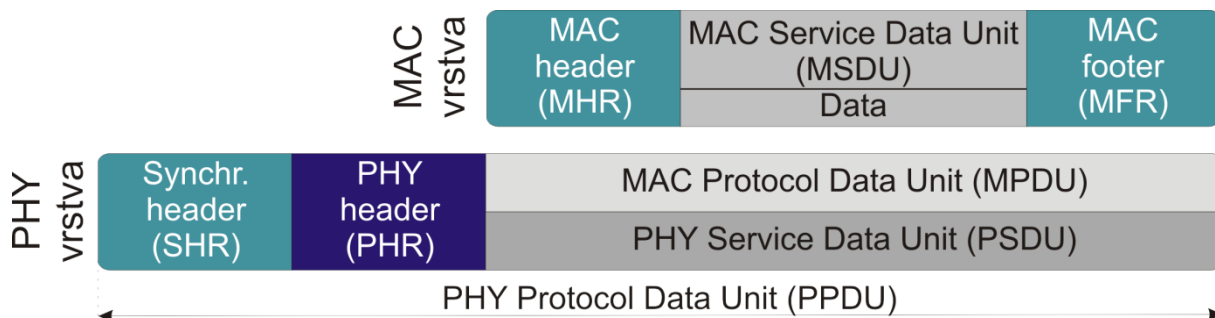 MAC
vrstva
MAC
header
(MHR)
MAC Service Data Unit
(MSDU)
Data
MAC
footer
(MFR)
PHY
vrstva
Synchr.
header
(SHR)
PHY
header
(PHR)
MAC Protocol Data Unit (MPDU)
PHY Service Data Unit (PSDU)
PHY Protocol Data Unit (PPDU)